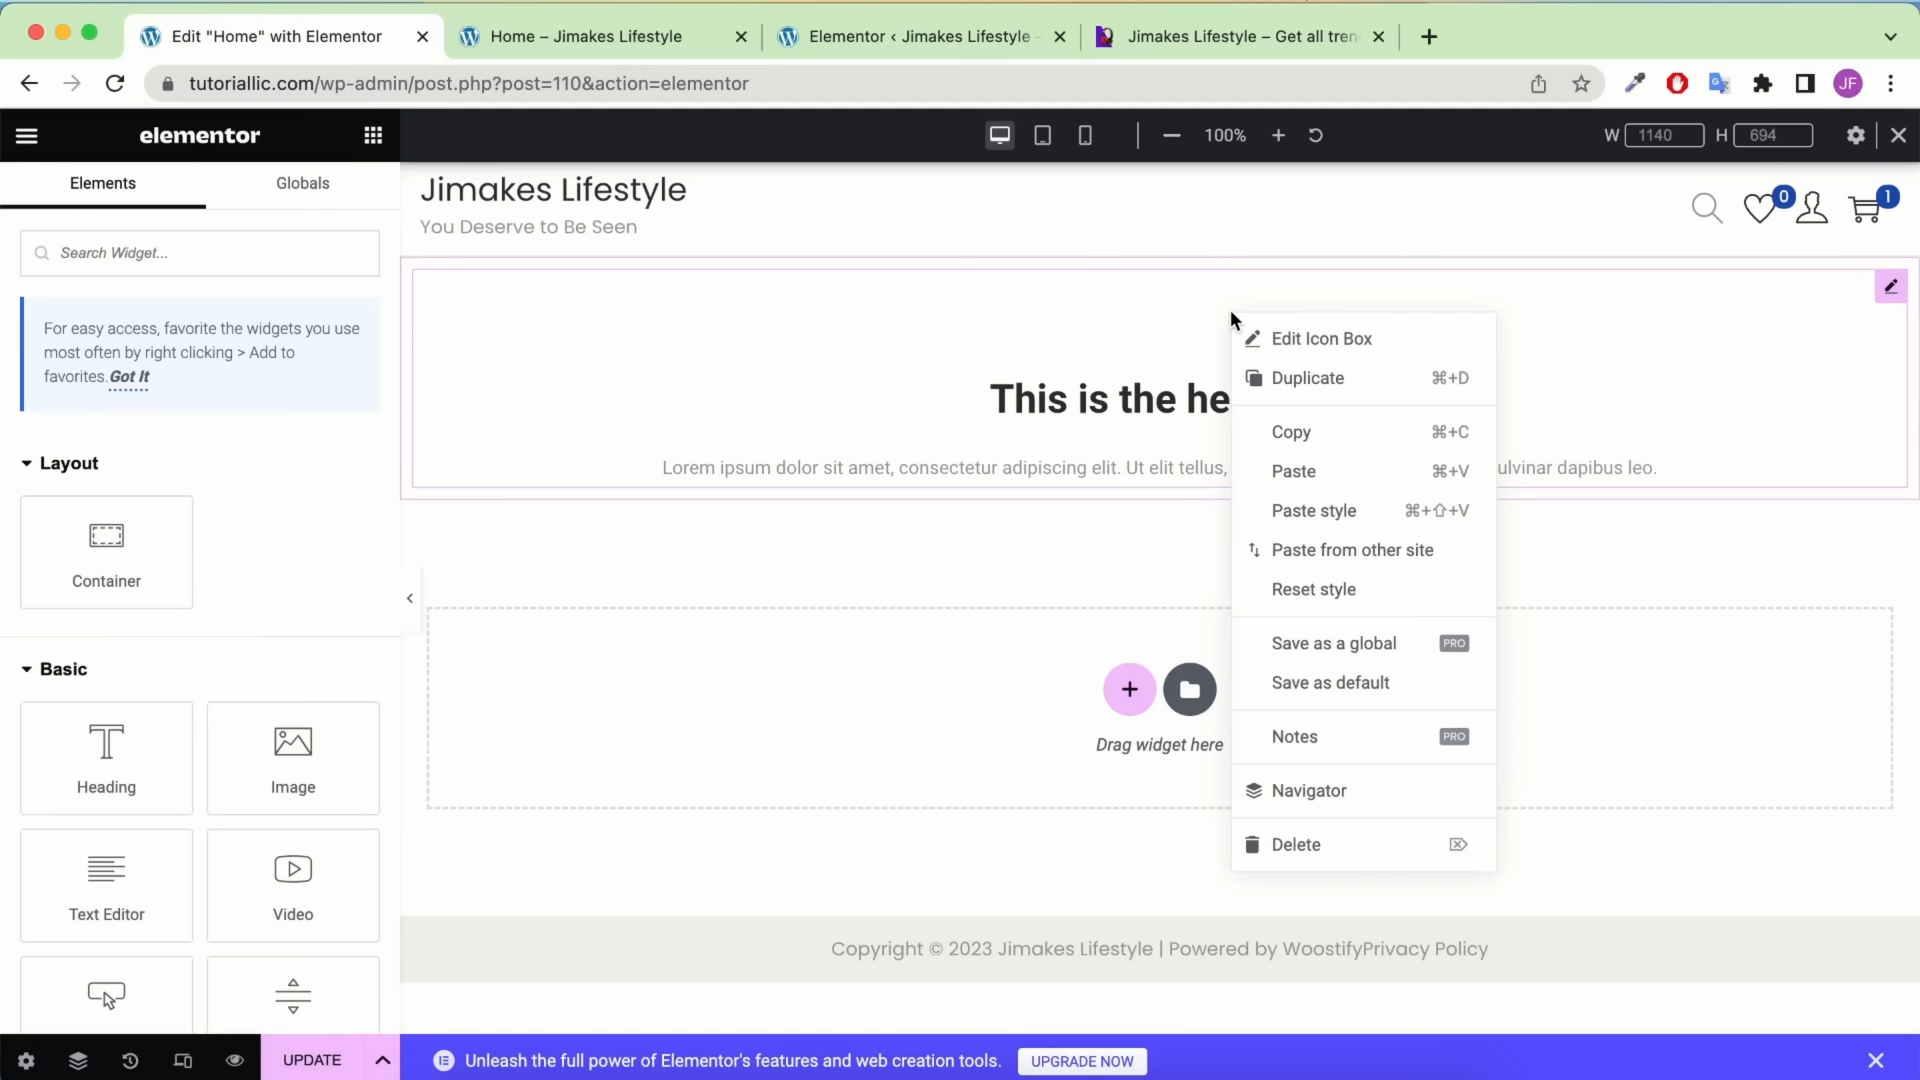 Edit "Home" with Elementor
Home – Jimakes Lifestyle
Elementor ‹ Jimakes Lifestyle -
Jimakes Lifestyle – Get all tren
tutoriallic.com/wp-admin/post.php?post=110&action=elementor
JF
elementor
100%
W 1140 H 694
Elements
Globals
Search Widget...
For easy access, favorite the widgets you use
most often by right clicking > Add to
favorites. Got It
Layout
Container
Basic
Heading
Image
Text Editor
Video
UPDATE
Jimakes Lifestyle
You Deserve to Be Seen
0
1
This is the he
Lorem ipsum dolor sit amet, consectetur adipiscing elit. Ut elit tellus,
ulvinar dapibus leo.
Edit Icon Box
Duplicate ⌘+D
Copy ⌘+C
Paste ⌘+V
Paste style ⌘+⇧+V
Paste from other site
Reset style
Save as a global PRO
Save as default
Notes PRO
Navigator
Delete ⌦
Drag widget here
Copyright © 2023 Jimakes Lifestyle | Powered by WoostifyPrivacy Policy
Unleash the full power of Elementor's features and web creation tools.
UPGRADE NOW